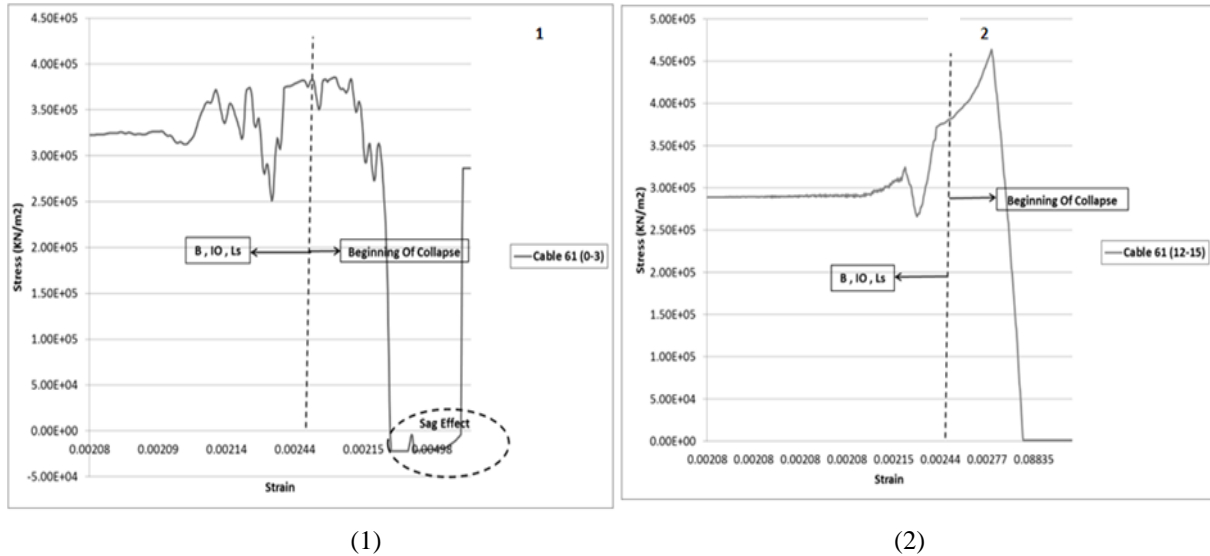 1
4.50E+05
4.00E+05
3.50E+05
3.00E+05
2.50E+05
2.00E+05
1.50E+05
1.00E+05
5.00E+04
0.00E+00
-5.00E+04
Stress (KN/m2)
B , IO , Ls
Beginning Of Collapse
Cable 61 (0-3)
Sag Effect
0.00208 0.00209 0.00214 0.00244 0.00215 0.00498
Strain
(1)
2
5.00E+05
4.50E+05
4.00E+05
3.50E+05
3.00E+05
2.50E+05
2.00E+05
1.50E+05
1.00E+05
5.00E+04
0.00E+00
Stress (KN/m2)
Beginning Of Collapse
B , IO , Ls
Cable 61 (12-15)
0.00208 0.00208 0.00208 0.00208 0.00215 0.00244 0.00277 0.08835
Strain
(2)